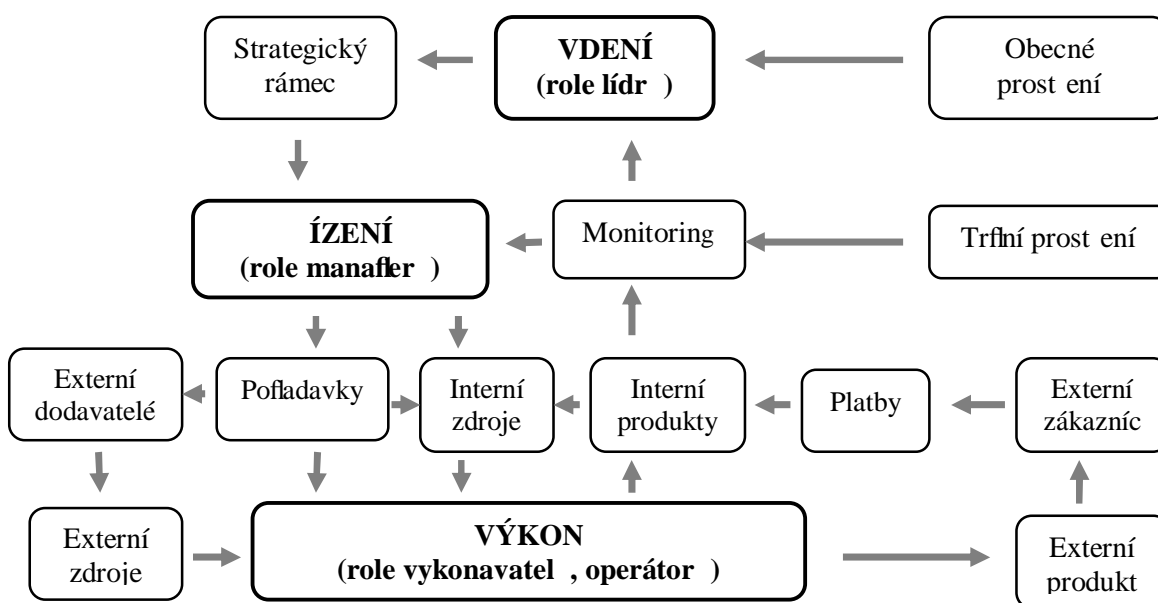 Strategický
rámec
VDENÍ
(role lídr )
Obecné
prost ení
ÍZENÍ
(role manafler )
Monitoring
Trflní prost ení
Externí
dodavatelé
Pofladavky
Interní
zdroje
Interní
produkty
Platby
Externí
zákazníc
Externí
zdroje
VÝKON
(role vykonavatel , operátor )
Externí
produkt